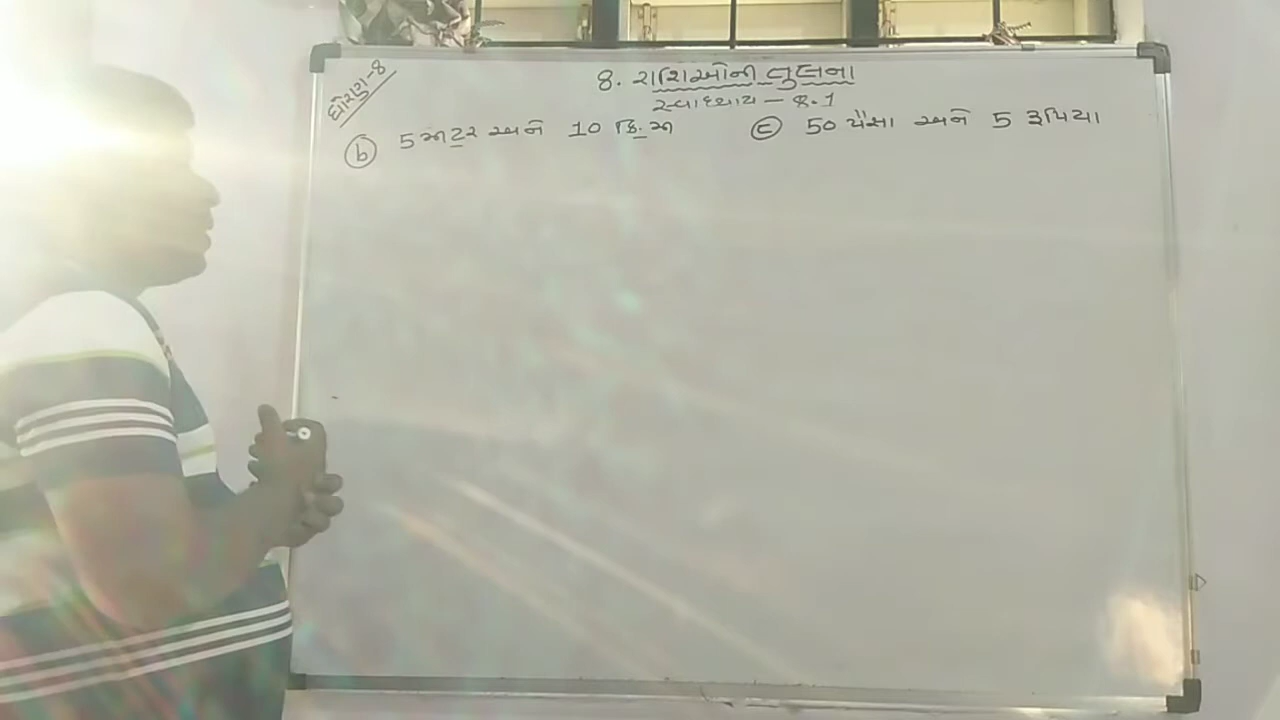 ધોરણ-8
8. રાશિઓની તુલના
સ્વાધ્યાય - 8.1
(b) 5 મીટર અને 10 કિ.મી
(c) 50 પૈસા અને 5 રૂપિયા